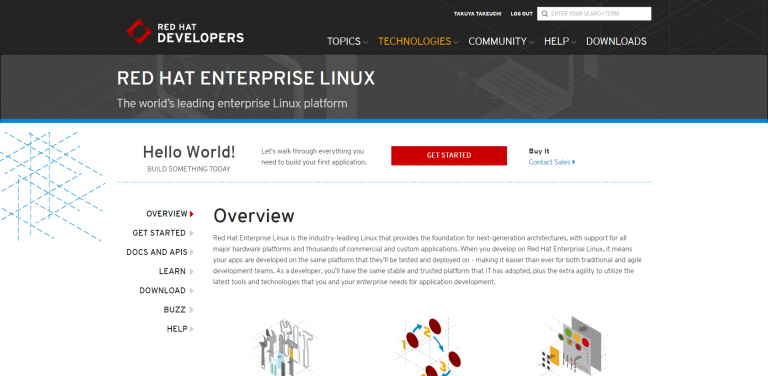 TAKUYA TAKEUCHI LOG OUT ENTER YOUR SEARCH TERM
RED HAT
DEVELOPERS
TOPICS TECHNOLOGIES COMMUNITY HELP DOWNLOADS
RED HAT ENTERPRISE LINUX
The world's leading enterprise Linux platform
Hello World!
BUILD SOMETHING TODAY
Let's walk through everything you
need to build your first application.
GET STARTED
Buy It
Contact Sales
OVERVIEW
GET STARTED
DOCS AND APIS
LEARN
DOWNLOAD
BUZZ
HELP
Overview
Red Hat Enterprise Linux is the industry-leading Linux that provides the foundation for next-generation architectures, with support for all
major hardware platforms and thousands of commercial and custom applications. When you develop on Red Hat Enterprise Linux, it means
your apps are developed on the same platform that they'll be tested and deployed on - making it easier than ever for both traditional and agile
development teams. As a developer, you'll have the same stable and trusted platform that IT has adopted, plus the extra agility to utilize the
latest tools and technologies that you and your enterprise needs for application development.
1 2 3